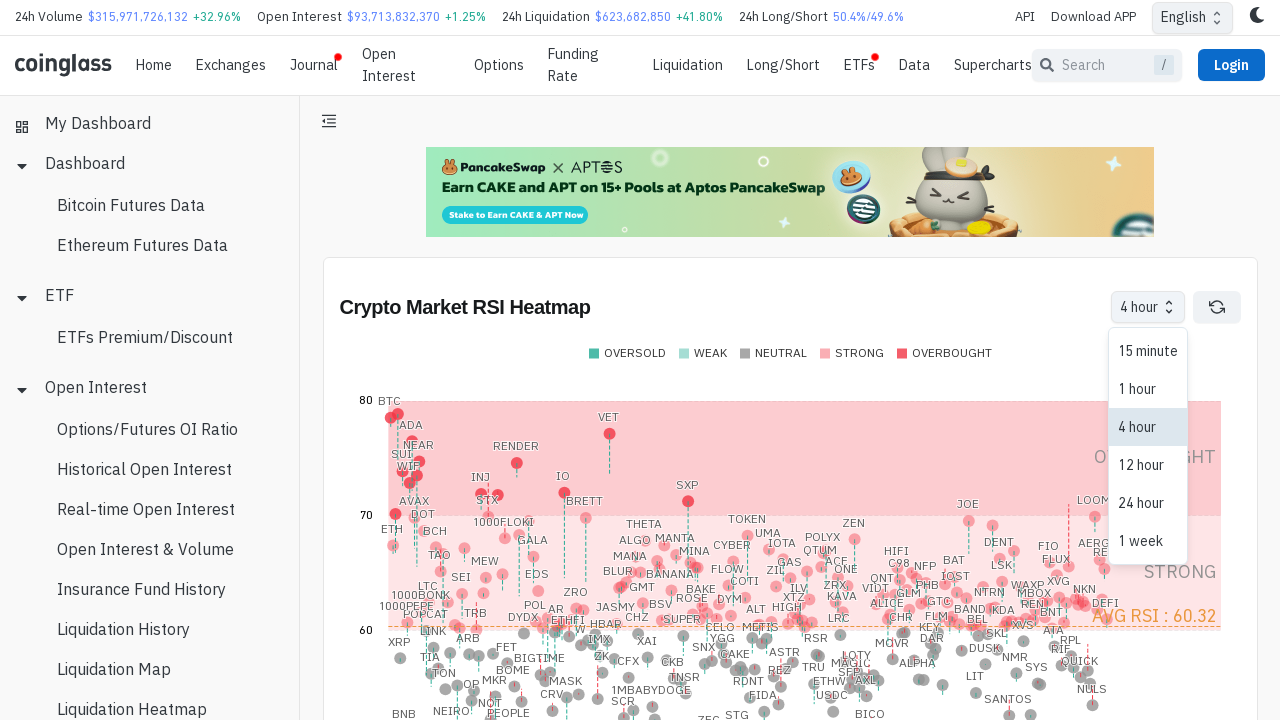 24h Volume $315,971,726,132 +32.96% Open Interest $93,713,832,370 +1.25% 24h Liquidation $623,682,850 +41.80% 24h Long/Short 50.4%/49.6% API Download APP English
coinglass Home Exchanges Journal Open Interest Options Funding Rate Liquidation Long/Short ETFs Data Supercharts Search / Login
My Dashboard
Dashboard
Bitcoin Futures Data
Ethereum Futures Data
ETF
ETFs Premium/Discount
Open Interest
Options/Futures OI Ratio
Historical Open Interest
Real-time Open Interest
Open Interest & Volume
Insurance Fund History
Liquidation History
Liquidation Map
Liquidation Heatmap
PancakeSwap × APTOS
Earn CAKE and APT on 15+ Pools at Aptos PancakeSwap
Stake to Earn CAKE & APT Now
Crypto Market RSI Heatmap
4 hour
15 minute
1 hour
4 hour
12 hour
24 hour
1 week
OVERSOLD WEAK NEUTRAL STRONG OVERBOUGHT
80
BTC
ADA
VET
NEAR
RENDER
SUI
WIF
INJ
IO
SXP
STX
BRETT
AVAX
JOE
LOOM
70
DOT
ETH
BCH
1000FLOKI
THETA
TOKEN
ZEN
GALA
ALGO
MANTA
UMA
POLYX
CYBER
IOTA
DENT
FIO
TAO
MEW
MANA
MINA
QTUM
HIFI
C98
BAT
FLUX
EOS
BLUR
BANANA
FLOW
ZIL
GAS
ACE
ONE
NFP
LSK
STRONG
SEI
GMT
COTI
ONT
IOST
XVG
LTC
1000BONK
ZRO
BAKE
ILV
ZRX
VIDT
PHB
NTRN
WAXP
NKN
1000PEPE
POPCAT
TRB
POL
AR
JASMY
BSV
ROSE
DYM
XTZ
KAVA
ALICE
GLM
GTC
MBOX
REN
DEFI
DYDX
ETHFI
CHZ
SUPER
ALT
HIGH
LRC
CHR
FLM
BAND
KDA
BNT
AVG RSI : 60.32
60
XRP
LINK
ARB
W
HBAR
CELO
METIS
KEY
BEL
XVS
ATA
IMX
XAI
YGG
RSR
MOVR
DAR
SKL
RPL
TIA
FET
BIGTIME
ZK
CFX
SNX
CAKE
ASTR
LQTY
MAGIC
ALPHA
DUSK
NMR
RIF
QUICK
TON
BOME
CKB
REZ
TRU
SYS
OP
MKR
MASK
TNSR
RDNT
ETHW
AXL
LIT
NULS
CRV
1MBABYDOGE
FIDA
USDC
SANTOS
BNB
NEIRO
NOT
PEOPLE
SCR
STG
BICO